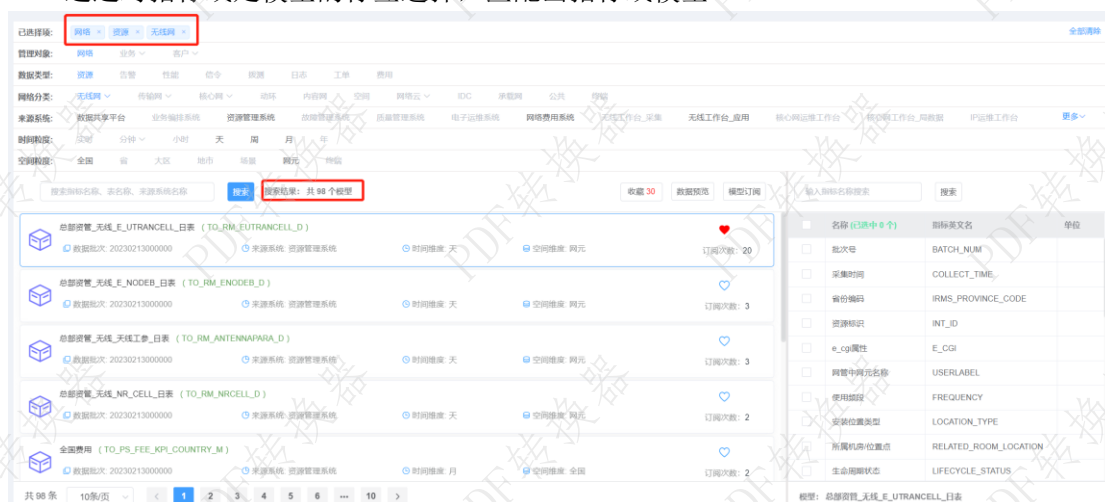 已选择项: 网络 × 资源 × 无线网 × 全部清除
管理对象: 网络 业务 客户
数据类型: 资源 告警 性能 信令 拨测 日志 工单 费用
网络分类: 无线网 传输网 核心网 动环 内容网 空间 网络云 IDC 承载网 公共 终端
来源系统: 数据共享平台 业务编排系统 资源管理系统 故障管理系统 质量管理系统 电子运维系统 网络费用系统 无线工作台_采集 无线工作台_应用 核心网运维工作台 核心网工作台_局数据 IP运维工作台 更多
时间粒度: 实时 分钟 小时 天 周 月 年
空间粒度: 全国 省 大区 地市 场景 网元 终端
搜索指标名称、表名称、来源系统名称 搜索 搜索结果: 共 98 个模型 收藏 30 数据预览 模型订阅 输入指标名称搜索 搜索
名称 (已选中 0 个) 指标英文名 单位
总部资管_无线_E_UTRANCELL_日表 ( TO_RM_EUTRANCELL_D )
数据批次: 20230213000000 来源系统: 资源管理系统 时间维度: 天 空间维度: 网元 订阅次数: 20
总部资管_无线_E_NODEB_日表 ( TO_RM_ENODEB_D )
数据批次: 20230213000000 来源系统: 资源管理系统 时间维度: 天 空间维度: 网元 订阅次数: 3
总部资管_无线_天线工参_日表 ( TO_RM_ANTENNAPARA_D )
数据批次: 20230213000000 来源系统: 资源管理系统 时间维度: 天 空间维度: 网元 订阅次数: 3
总部资管_无线_NR_CELL_日表 ( TO_RM_NRCELL_D )
数据批次: 20230213000000 来源系统: 资源管理系统 时间维度: 天 空间维度: 网元 订阅次数: 2
全国费用 ( TO_PS_FEE_KPI_COUNTRY_M )
数据批次: 20230213000000 来源系统: 资源管理系统 时间维度: 月 空间维度: 全国 订阅次数: 2
批次号 BATCH_NUM
采集时间 COLLECT_TIME
省份编码 IRMS_PROVINCE_CODE
资源标识 INT_ID
e_cgi属性 E_CGI
网管中网元名称 USERLABEL
使用频段 FREQUENCY
安装位置类型 LOCATION_TYPE
所属机房/位置点 RELATED_ROOM_LOCATION
生命周期状态 LIFECYCLE_STATUS
共 98 条 10条/页 < 1 2 3 4 5 6 ... 10 >
模型: 总部资管_无线_E_UTRANCELL_日表
PDF转换器